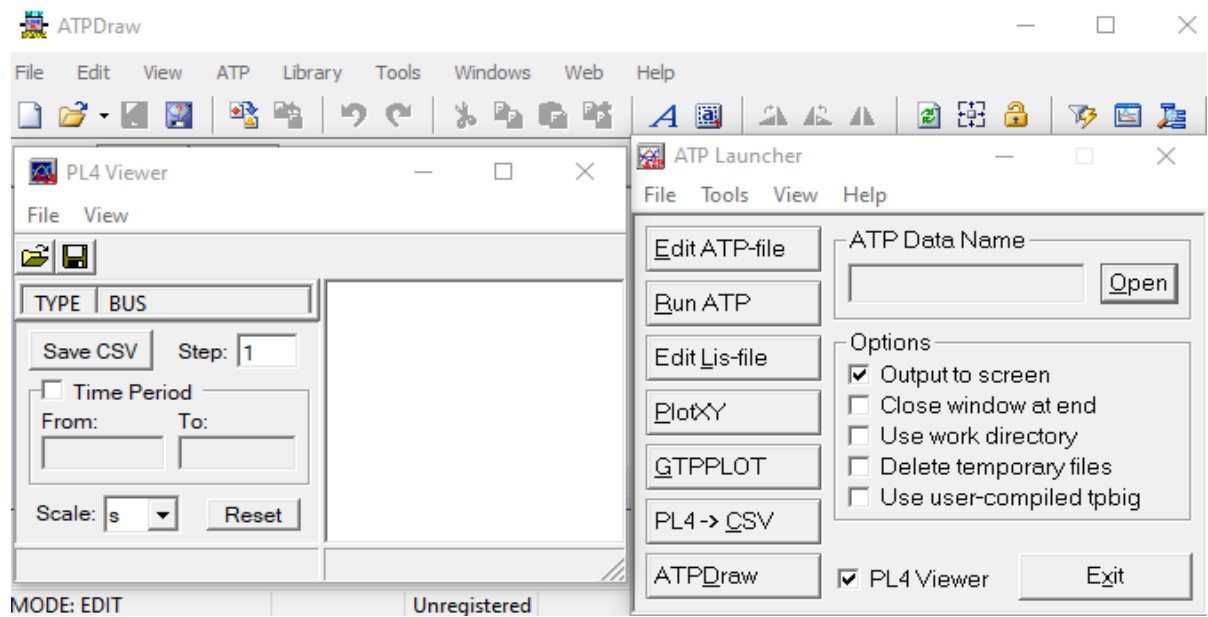 ATPDraw
File Edit View ATP Library Tools Windows Web Help
PL4 Viewer
File View
TYPE BUS
Save CSV Step: 1
Time Period
From: To:
Scale: s Reset
MODE: EDIT Unregistered
ATP Launcher
File Tools View Help
Edit ATP-file
Run ATP
Edit Lis-file
PlotXY
GTPPLOT
PL4 -> CSV
ATPDraw
ATP Data Name
Open
Options
Output to screen
Close window at end
Use work directory
Delete temporary files
Use user-compiled tpbig
PL4 Viewer Exit